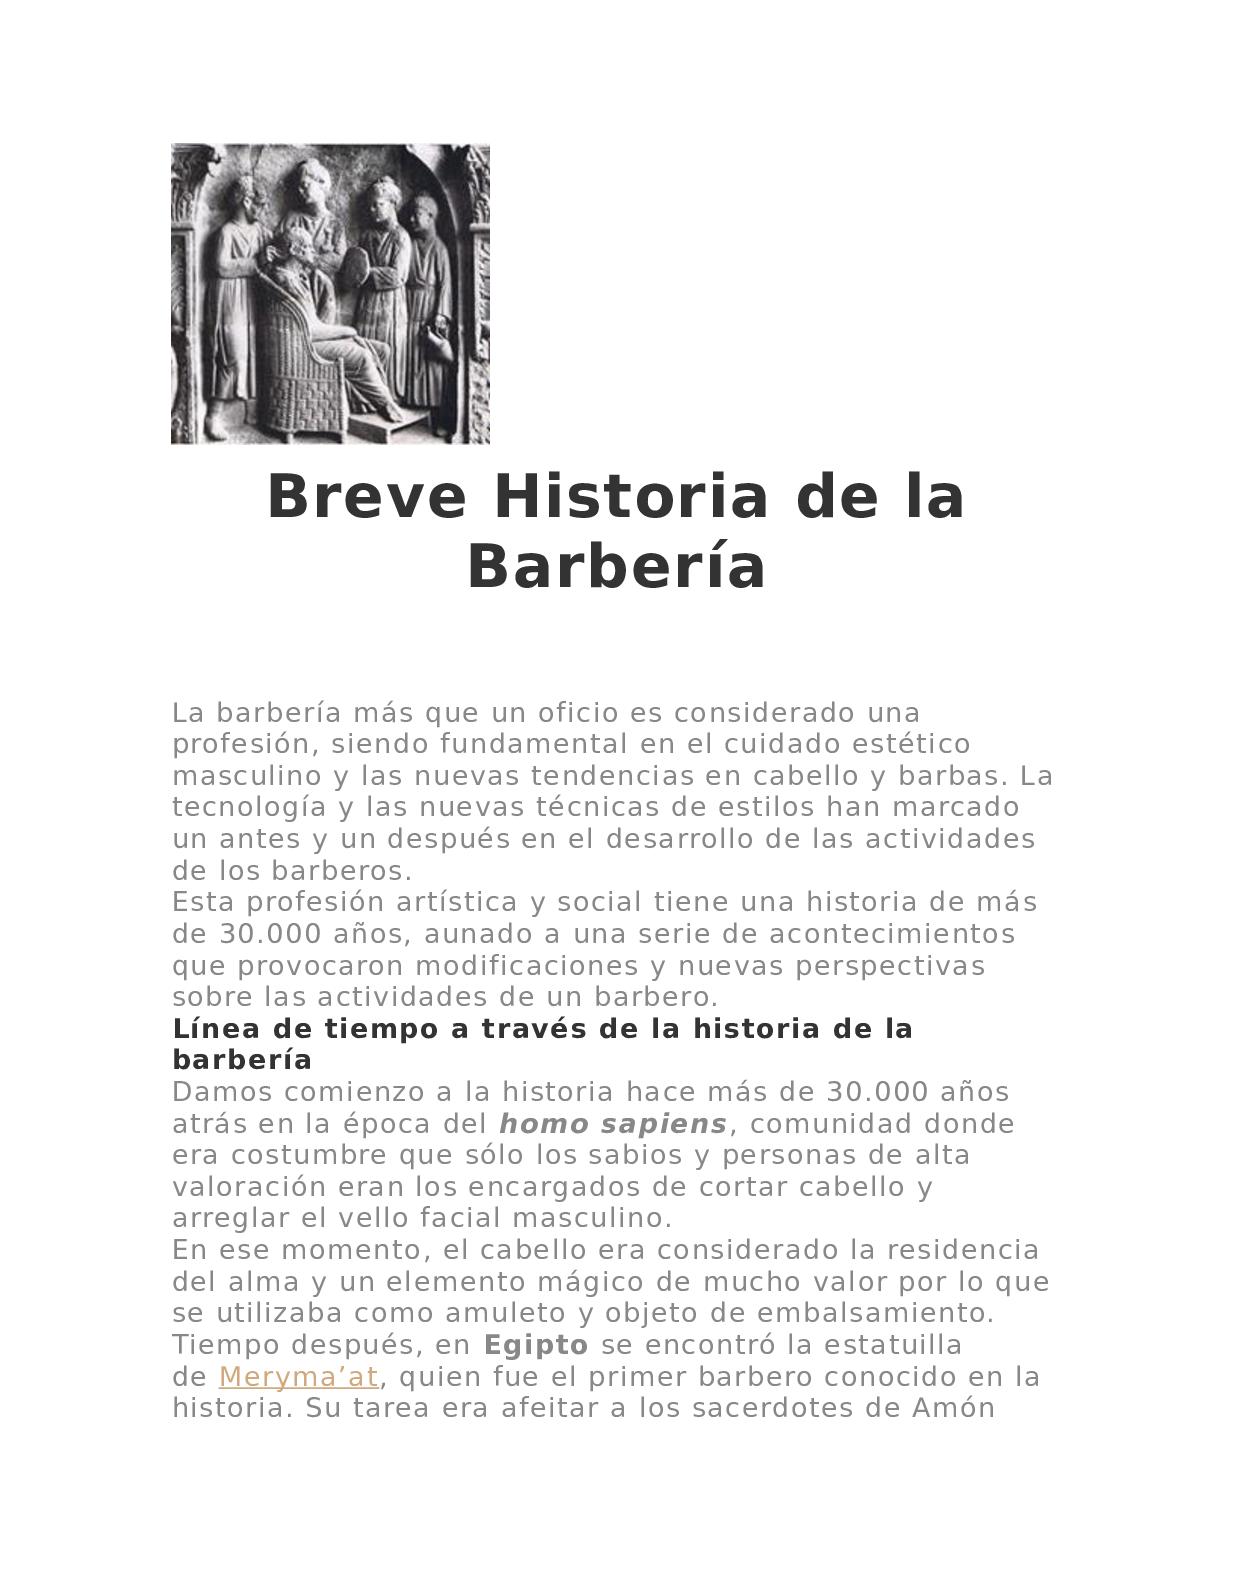 Breve Historia de la
Barbería
La barbería más que un oficio es considerado una
profesión, siendo fundamental en el cuidado estético
masculino y las nuevas tendencias en cabello y barbas. La
tecnología y las nuevas técnicas de estilos han marcado
un antes y un después en el desarrollo de las actividades
de los barberos.
Esta profesión artística y social tiene una historia de más
de 30.000 años, aunado a una serie de acontecimientos
que provocaron modificaciones y nuevas perspectivas
sobre las actividades de un barbero.
Línea de tiempo a través de la historia de la
barbería
Damos comienzo a la historia hace más de 30.000 años
atrás en la época del homo sapiens, comunidad donde
era costumbre que sólo los sabios y personas de alta
valoración eran los encargados de cortar cabello y
arreglar el vello facial masculino.
En ese momento, el cabello era considerado la residencia
del alma y un elemento mágico de mucho valor por lo que
se utilizaba como amuleto y objeto de embalsamiento.
Tiempo después, en Egipto se encontró la estatuilla
de Meryma’at, quien fue el primer barbero conocido en la
historia. Su tarea era afeitar a los sacerdotes de Amón